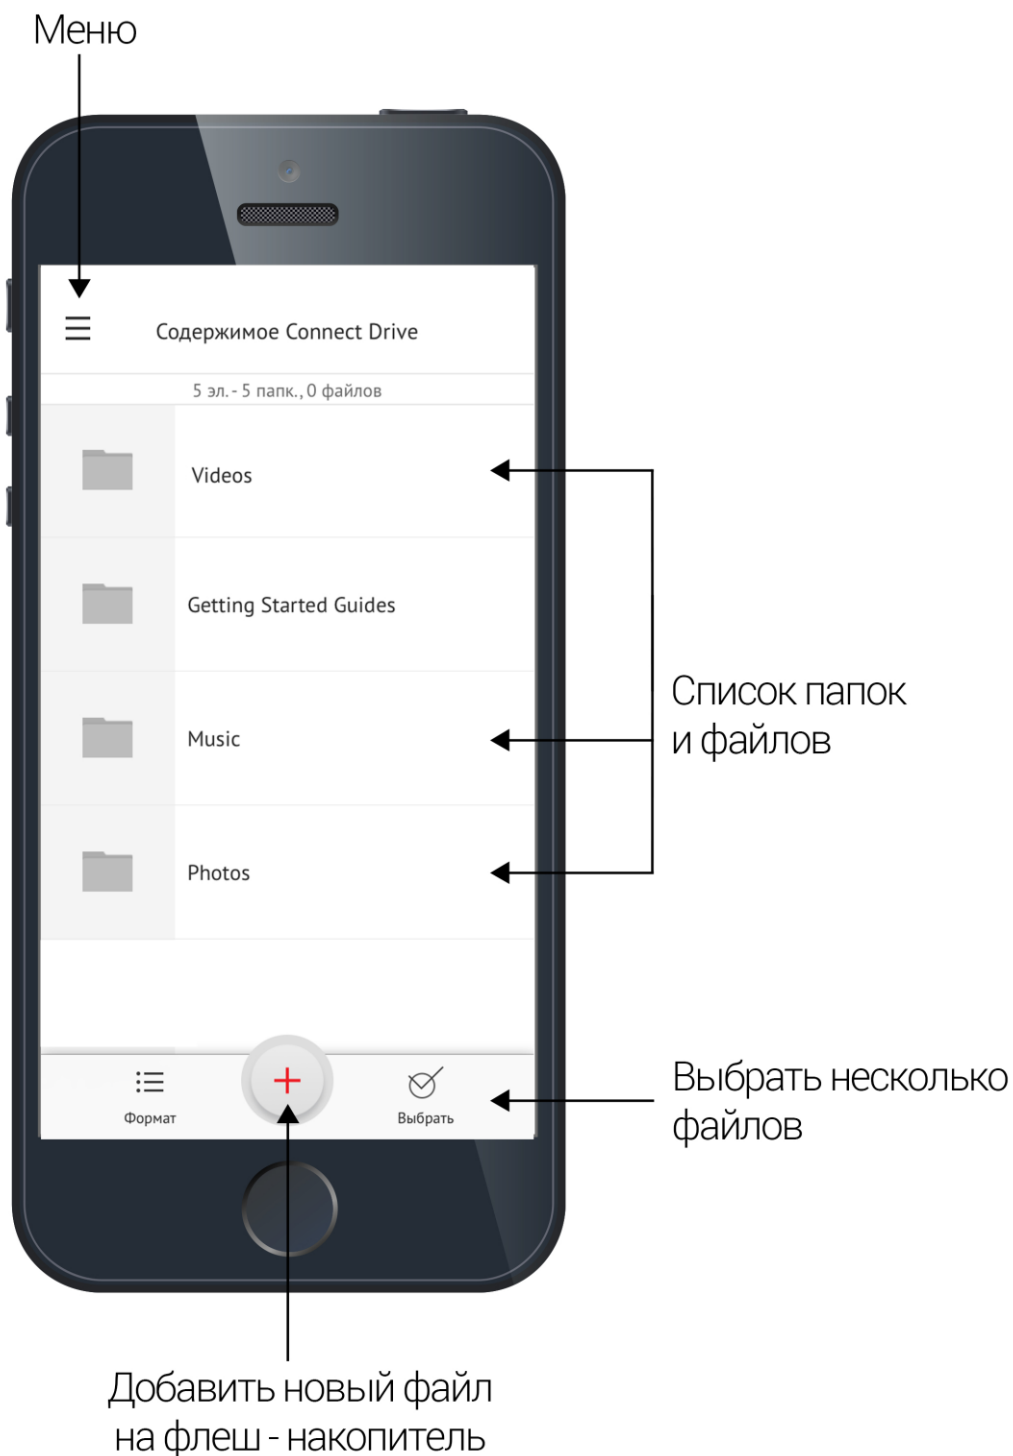 Меню
Содержимое Connect Drive
5 эл. - 5 папк., 0 файлов
Videos
Getting Started Guides
Music
Photos
Список папок
и файлов
Формат
Выбрать
Выбрать несколько
файлов
Добавить новый файл
на флеш - накопитель